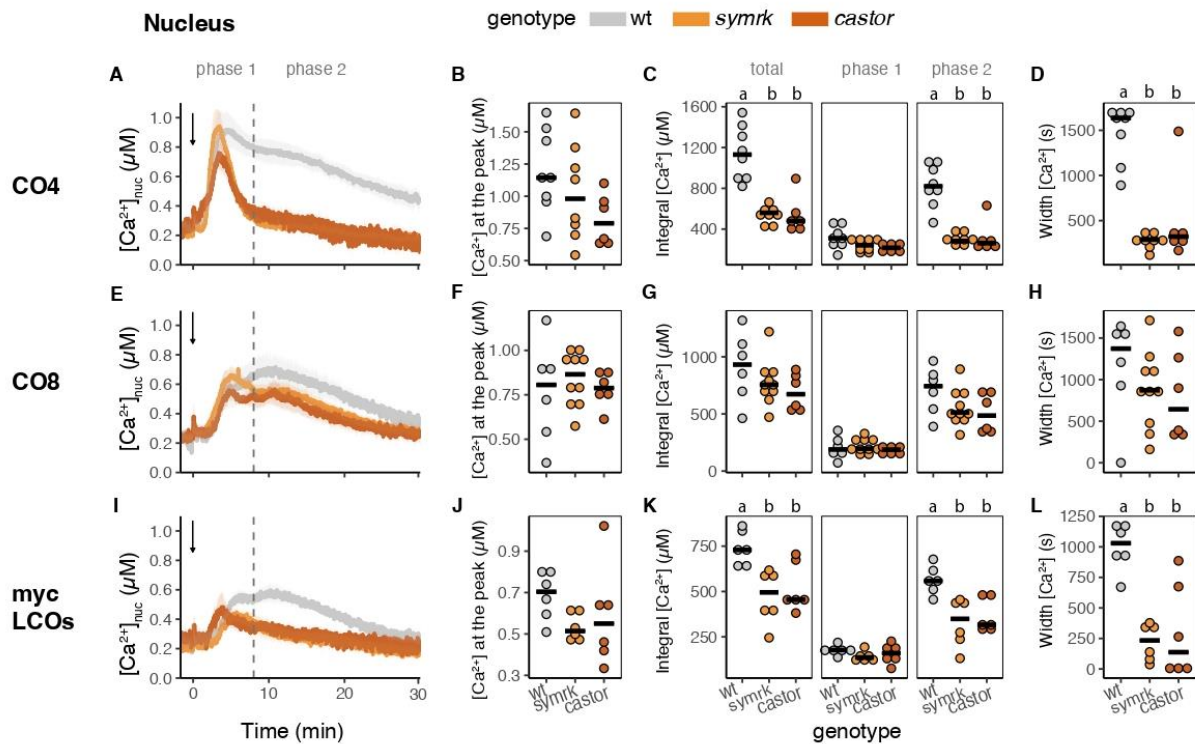 Nucleus
genotype wt symrk castor
CO4
A phase 1 phase 2
[Ca²⁺]nuc (µM)
1.0
0.8
0.6
0.4
0.2
0.0
0 10 20 30
B
[Ca²⁺] at the peak (µM)
1.50
1.25
1.00
0.75
0.50
C total phase 1 phase 2
a b b a b b
Integral [Ca²⁺] (µM)
1600
1200
800
400
D
a b b
Width [Ca²⁺] (s)
1500
1000
500
CO8
E
[Ca²⁺]nuc (µM)
1.0
0.8
0.6
0.4
0.2
0.0
F
[Ca²⁺] at the peak (µM)
1.00
0.75
0.50
G
Integral [Ca²⁺] (µM)
1000
500
0
H
Width [Ca²⁺] (s)
1500
1000
500
0
myc
LCOs
I
[Ca²⁺]nuc (µM)
1.0
0.8
0.6
0.4
0.2
0.0
0 10 20 30
Time (min)
J
[Ca²⁺] at the peak (µM)
0.9
0.7
0.5
0.3
wt symrk castor
K
a b b a b b
Integral [Ca²⁺] (µM)
750
500
250
wt symrk castor wt symrk castor wt symrk castor
genotype
L
a b b
Width [Ca²⁺] (s)
1250
1000
750
500
250
0
wt symrk castor